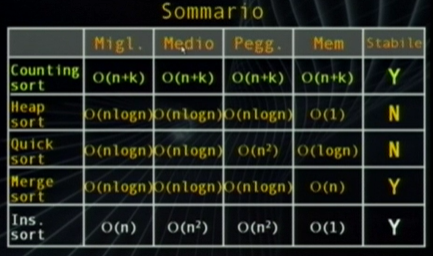 Sommario
Migl. Medio Pegg. Mem Stabile
Counting sort O(n+k) O(n+k) O(n+k) O(n+k) Y
Heap sort O(nlogn) O(nlogn) O(nlogn) O(1) N
Quick sort O(nlogn) O(nlogn) O(n²) O(logn) N
Merge sort O(nlogn) O(nlogn) O(nlogn) O(n) Y
Ins. sort O(n) O(n²) O(n²) O(1) Y